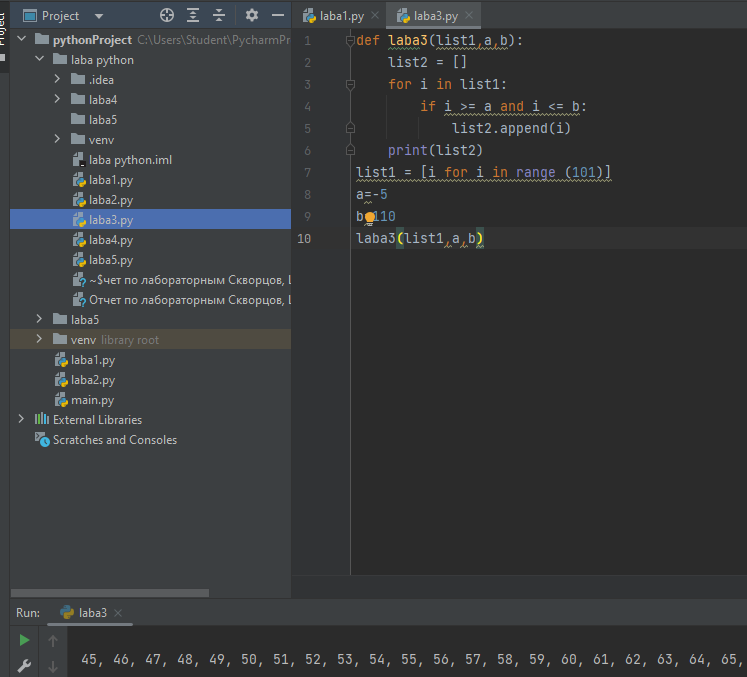 Project
Project
pythonProject C:\Users\Student\PycharmPr
laba python
.idea
laba4
laba5
venv
laba python.iml
laba1.py
laba2.py
laba3.py
laba4.py
laba5.py
~$чет по лабораторным Скворцов, 
Отчет по лабораторным Скворцов, 
laba5
venv library root
laba1.py
laba2.py
main.py
External Libraries
Scratches and Consoles
laba1.py
laba3.py
1 def laba3(list1,a,b):
2 list2 = []
3 for i in list1:
4 if i >= a and i <= b:
5 list2.append(i)
6 print(list2)
7 list1 = [i for i in range (101)]
8 a=-5
9 b 110
10 laba3(list1,a,b)
Run: laba3
45, 46, 47, 48, 49, 50, 51, 52, 53, 54, 55, 56, 57, 58, 59, 60, 61, 62, 63, 64, 65,